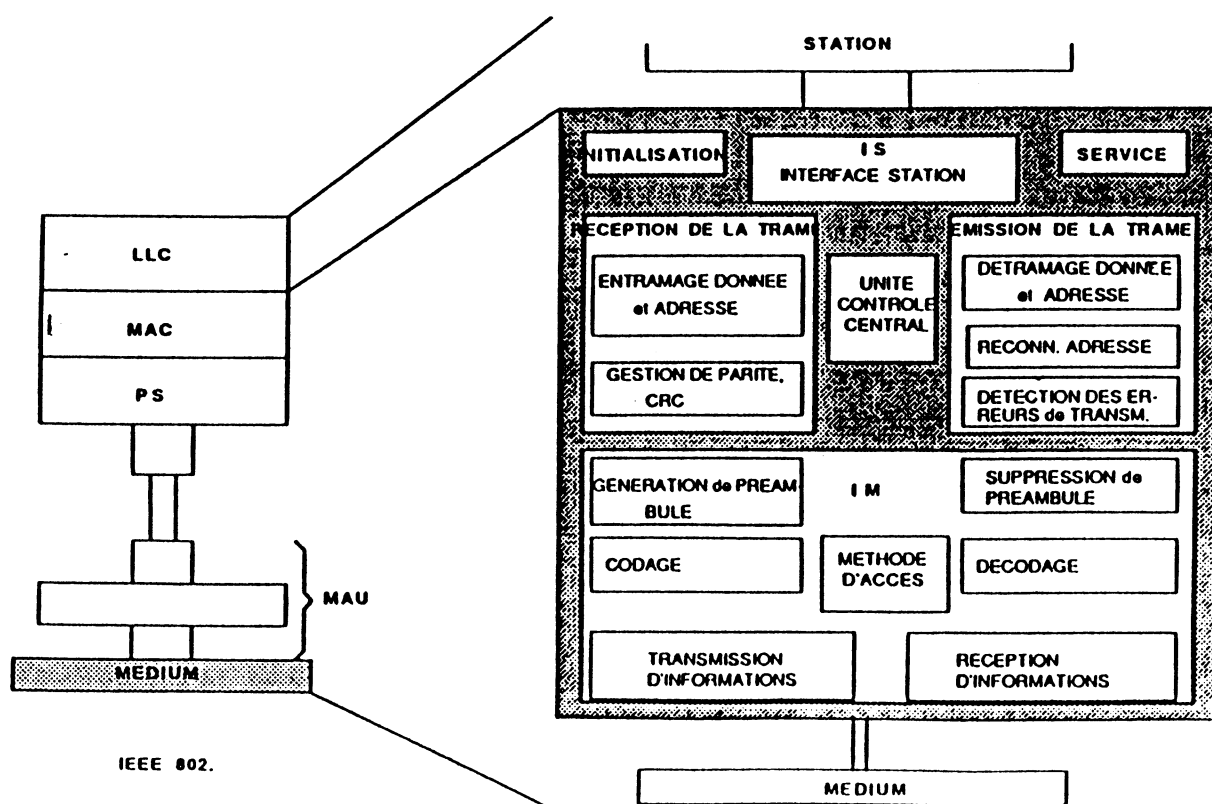 STATION
NITIALISATION
I S
INTERFACE STATION
SERVICE
RECEPTION DE LA TRAME
ENTRAMAGE DONNEE
et ADRESSE
GESTION DE PARITE,
CRC
UNITE
CONTROLE
CENTRAL
EMISSION DE LA TRAME
DETRAMAGE DONNEE
et ADRESSE
RECONN. ADRESSE
DETECTION DES ER-
REURS de TRANSM.
LLC
MAC
PS
MAU
MEDIUM
IEEE 802.
GENERATION de PREAM-
BULE
I M
SUPPRESSION de
PREAMBULE
CODAGE
METHODE
D'ACCES
DECODAGE
TRANSMISSION
D'INFORMATIONS
RECEPTION
D'INFORMATIONS
MEDIUM